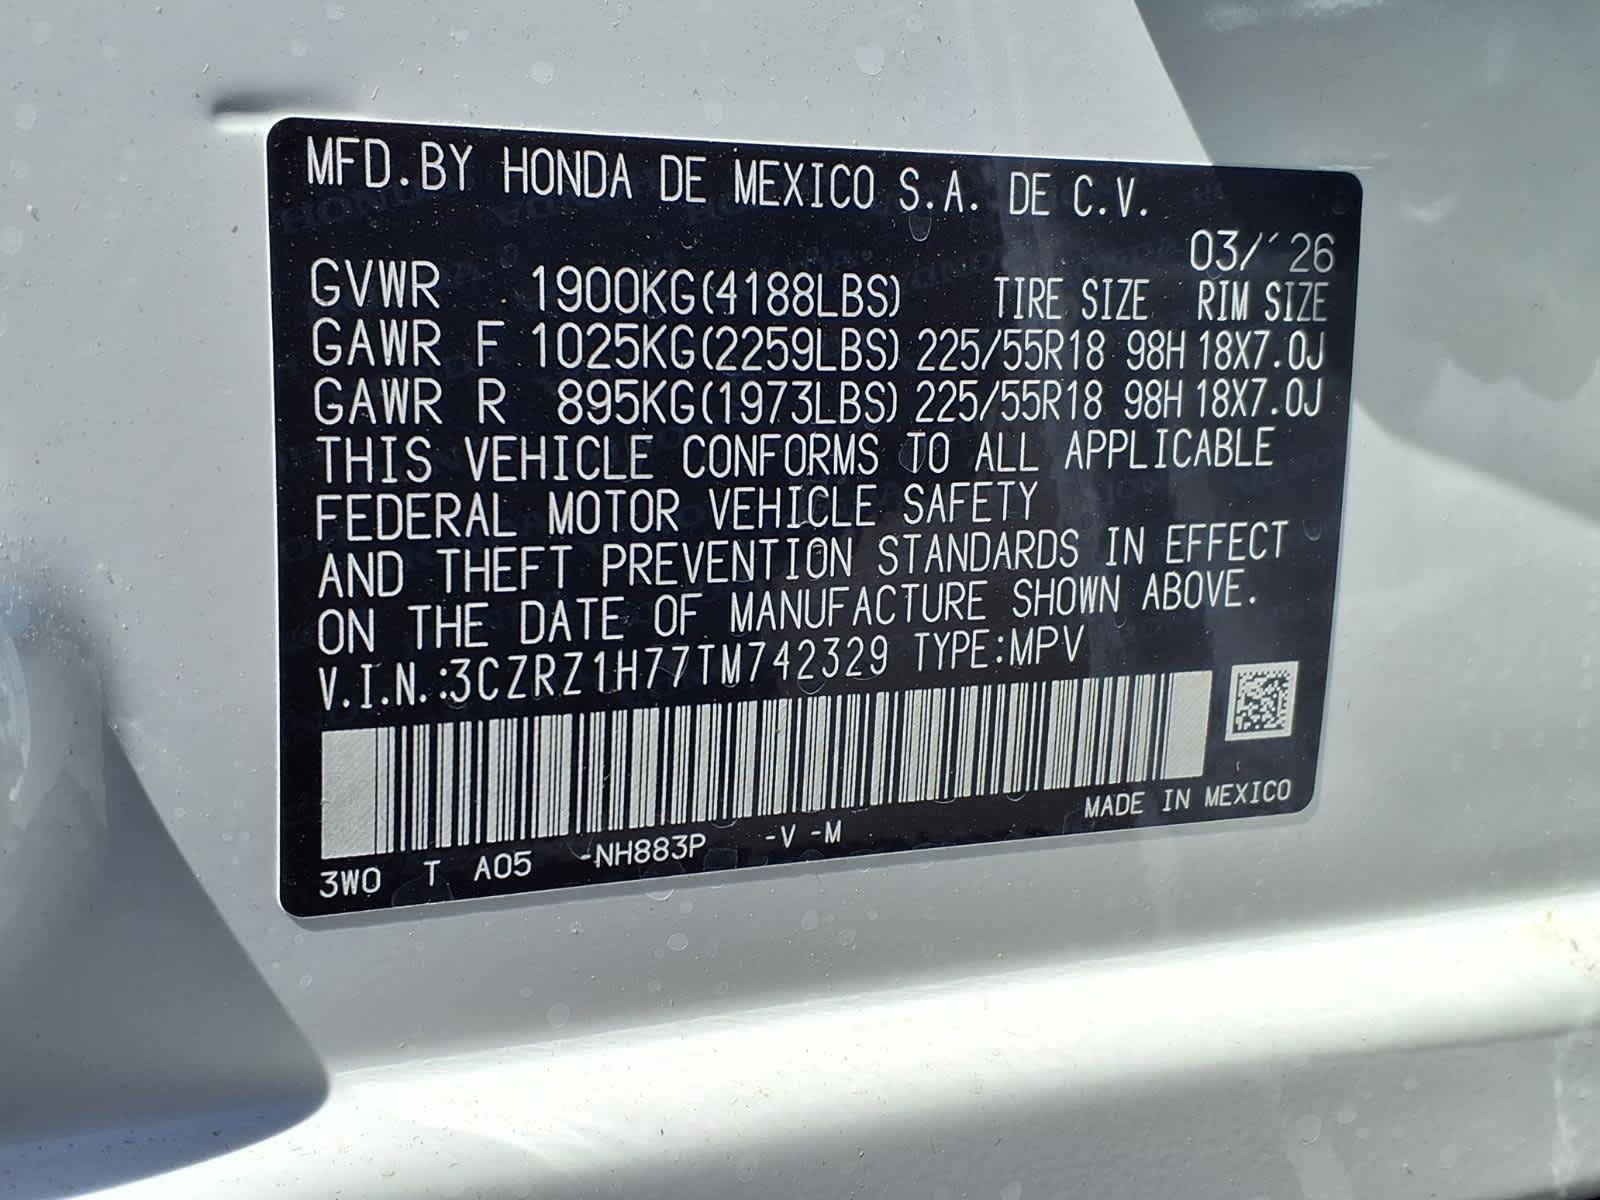 MFD.BY HONDA DE MEXICO S.A. DE C.V.
03/´26
GVWR 1900KG(4188LBS) TIRE SIZE RIM SIZE
GAWR F 1025KG(2259LBS) 225/55R18 98H 18X7.0J
GAWR R 895KG(1973LBS) 225/55R18 98H 18X7.0J
THIS VEHICLE CONFORMS TO ALL APPLICABLE
FEDERAL MOTOR VEHICLE SAFETY
AND THEFT PREVENTION STANDARDS IN EFFECT
ON THE DATE OF MANUFACTURE SHOWN ABOVE.
V.I.N.:3CZRZ1H77TM742329 TYPE:MPV
MADE IN MEXICO
3W0 T A05 -NH883P -V -M